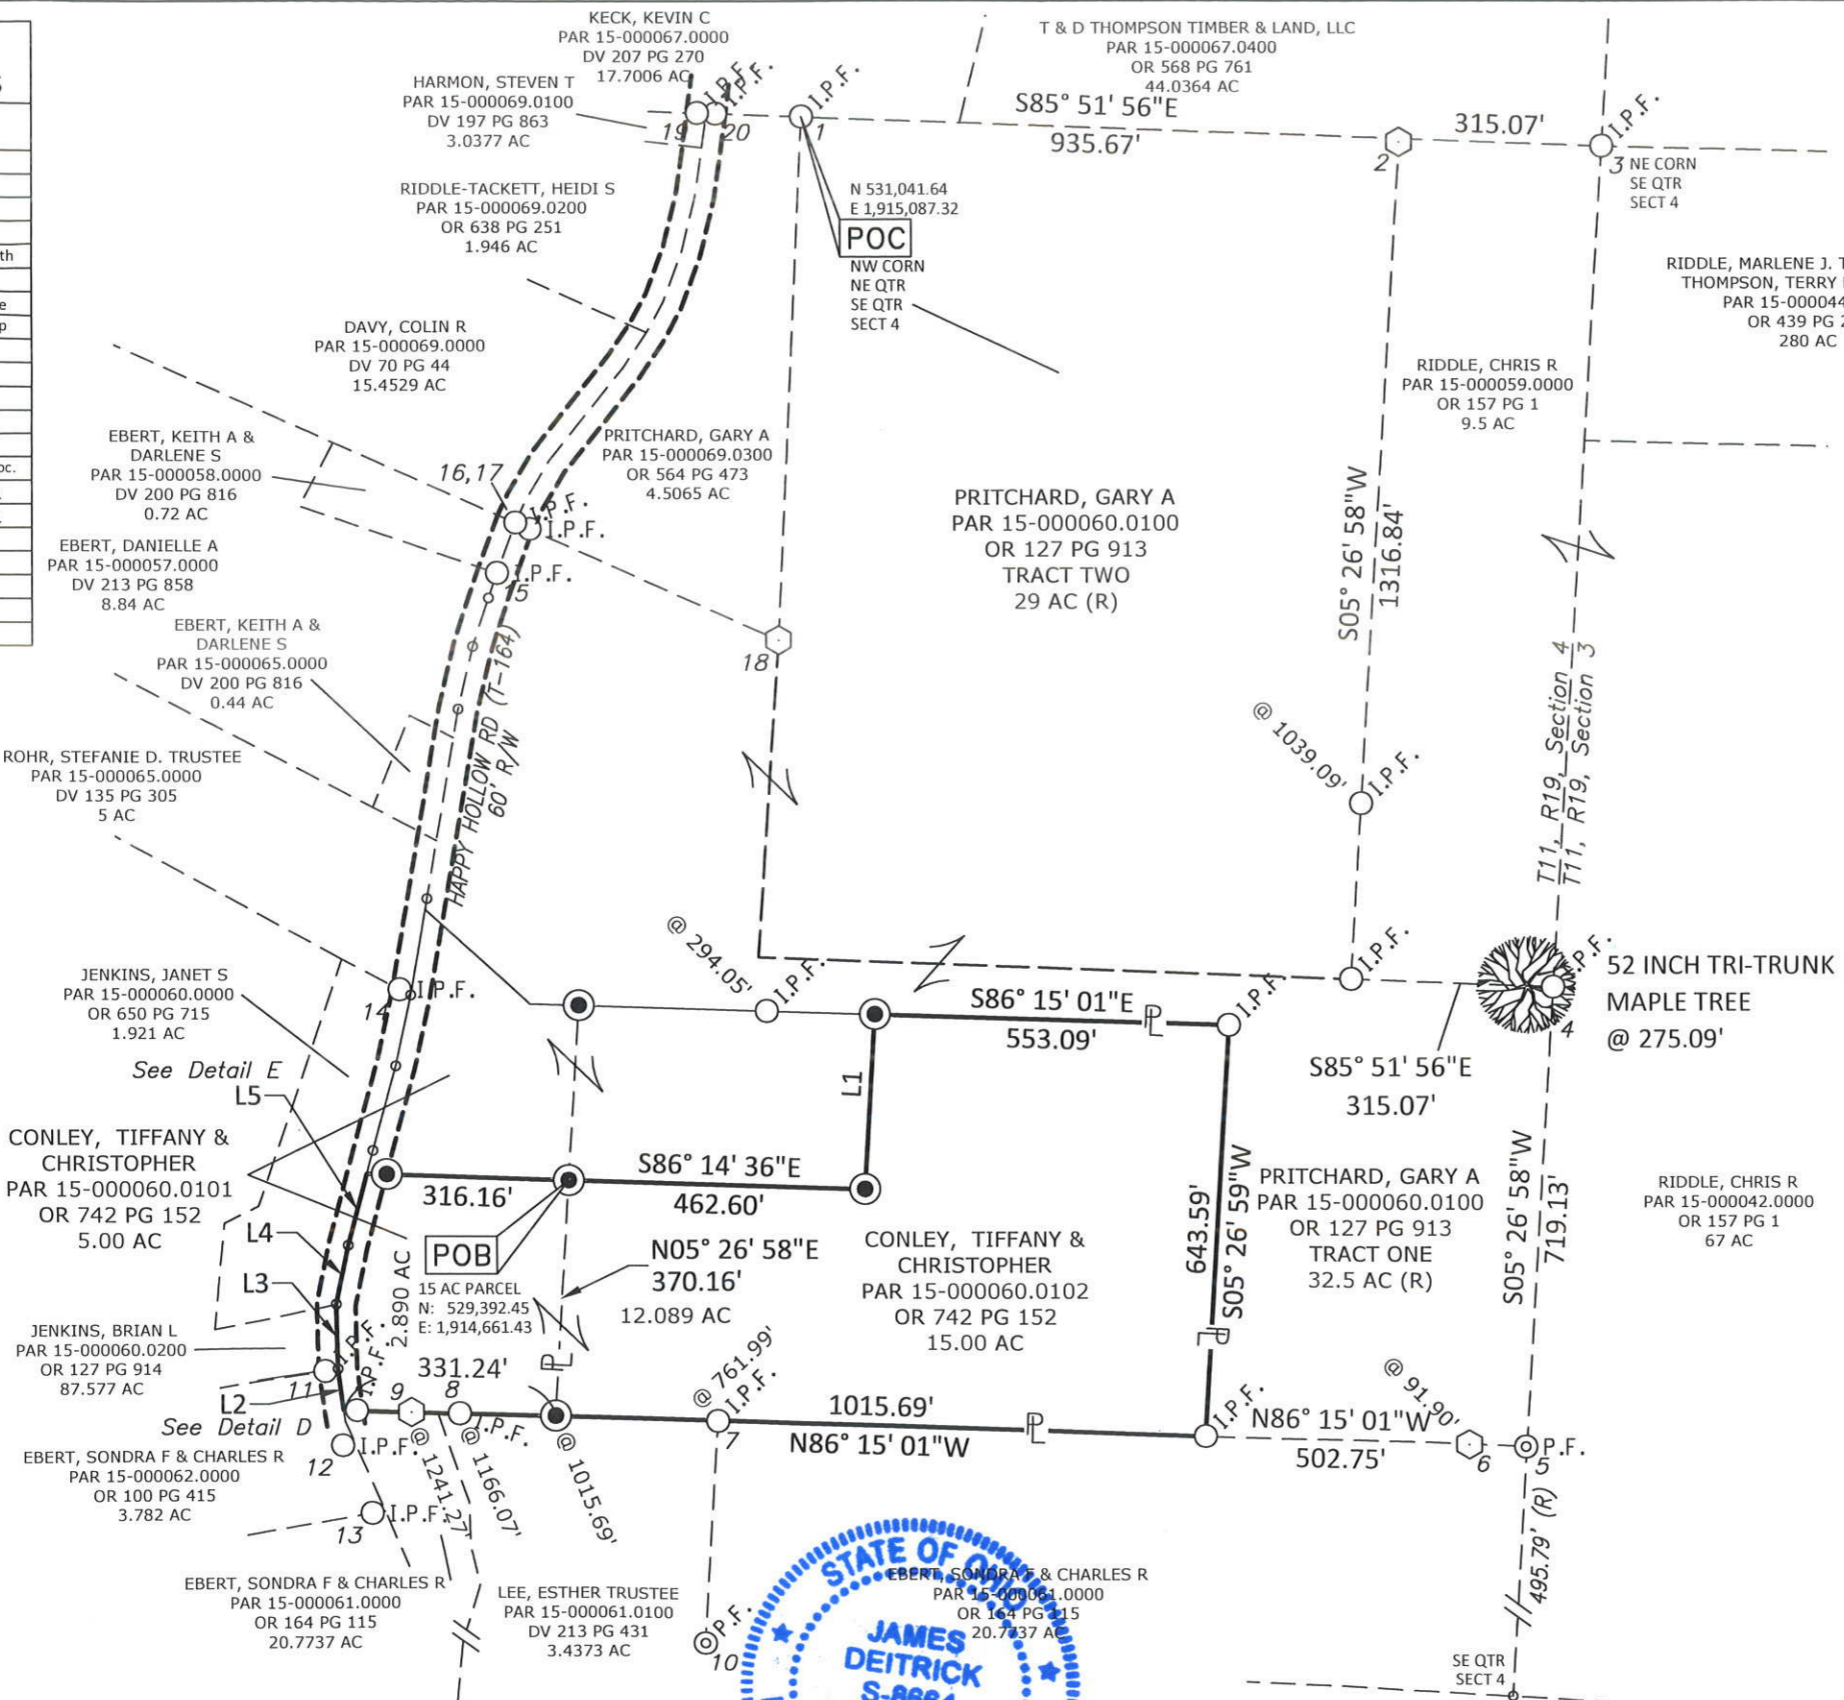 KECK, KEVIN C
PAR 15-000067.0000
DV 207 PG 270
17.7006 AC
T & D THOMPSON TIMBER & LAND, LLC
PAR 15-000067.0400
OR 568 PG 761
44.0364 AC
HARMON, STEVEN T
PAR 15-000069.0100
DV 197 PG 863
3.0377 AC
I.P.F.
I.P.F.
I.P.F.
19
20
1
S85° 51' 56"E
935.67'
315.07'
2
I.P.F.
3
NE CORN
SE QTR
SECT 4
RIDDLE-TACKETT, HEIDI S
PAR 15-000069.0200
OR 638 PG 251
1.946 AC
N 531,041.64
E 1,915,087.32
POC
NW CORN
NE QTR
SE QTR
SECT 4
RIDDLE, MARLENE J.
THOMPSON, TERRY
PAR 15-000044
OR 439 PG
280 AC
DAVY, COLIN R
PAR 15-000069.0000
DV 70 PG 44
15.4529 AC
RIDDLE, CHRIS R
PAR 15-000059.0000
OR 157 PG 1
9.5 AC
EBERT, KEITH A &
DARLENE S
PAR 15-000058.0000
DV 200 PG 816
0.72 AC
16,17
PRITCHARD, GARY A
PAR 15-000069.0300
OR 564 PG 473
4.5065 AC
I.P.F.
I.P.F.
PRITCHARD, GARY A
PAR 15-000060.0100
OR 127 PG 913
TRACT TWO
29 AC (R)
S05° 26' 58"W
1316.84'
EBERT, DANIELLE A
PAR 15-000057.0000
DV 213 PG 858
8.84 AC
I.P.F.
15
EBERT, KEITH A &
DARLENE S
PAR 15-000065.0000
DV 200 PG 816
0.44 AC
18
HAPPY HOLLOW RD (T-164)
60' R/W
T11, R19, Section 4
T11, R19, Section 3
ROHR, STEFANIE D. TRUSTEE
PAR 15-000065.0000
DV 135 PG 305
5 AC
@ 1039.09'
I.P.F.
JENKINS, JANET S
PAR 15-000060.0000
OR 650 PG 715
1.921 AC
14
I.P.F.
@ 294.05'
I.P.F.
S86° 15' 01"E
553.09'
PL
I.P.F.
I.P.F.
I.P.F.
4
52 INCH TRI-TRUNK
MAPLE TREE
@ 275.09'
See Detail E
L5
L1
S85° 51' 56"E
315.07'
CONLEY, TIFFANY &
CHRISTOPHER
PAR 15-000060.0101
OR 742 PG 152
5.00 AC
316.16'
S86° 14' 36"E
462.60'
643.59'
S05° 26' 59"W
PL
PRITCHARD, GARY A
PAR 15-000060.0100
OR 127 PG 913
TRACT ONE
32.5 AC (R)
S05° 26' 58"W
719.13'
RIDDLE, CHRIS R
PAR 15-000042.0000
OR 157 PG 1
67 AC
L4
L3
2.890 AC
POB
15 AC PARCEL
N: 529,392.45
E: 1,914,661.43
N05° 26' 58"E
370.16'
12.089 AC
CONLEY, TIFFANY &
CHRISTOPHER
PAR 15-000060.0102
OR 742 PG 152
15.00 AC
JENKINS, BRIAN L
PAR 15-000060.0200
OR 127 PG 914
87.577 AC
I.P.F.
I.P.F.
11
L2
See Detail D
331.24'
PL
9
8
I.P.F.
@ 1241.27'
@ 1166.07'
@ 1015.69'
@ 761.99'
I.P.F.
7
1015.69'
N86° 15' 01"W
PL
I.P.F.
N86° 15' 01"W
502.75'
@ 91.90'
6
P.F.
5
EBERT, SONDRA F & CHARLES R
PAR 15-000062.0000
OR 100 PG 415
3.782 AC
12
I.P.F.
13
I.P.F.
495.79' (R)
EBERT, SONDRA F & CHARLES R
PAR 15-000061.0000
OR 164 PG 115
20.7737 AC
LEE, ESTHER TRUSTEE
PAR 15-000061.0100
DV 213 PG 431
3.4373 AC
P.F.
10
EBERT, SONDRA F & CHARLES R
PAR 15-000061.0000
OR 164 PG 115
20.7737 AC
STATE OF OHIO
JAMES
DEITRICK
SE QTR
SECT 4